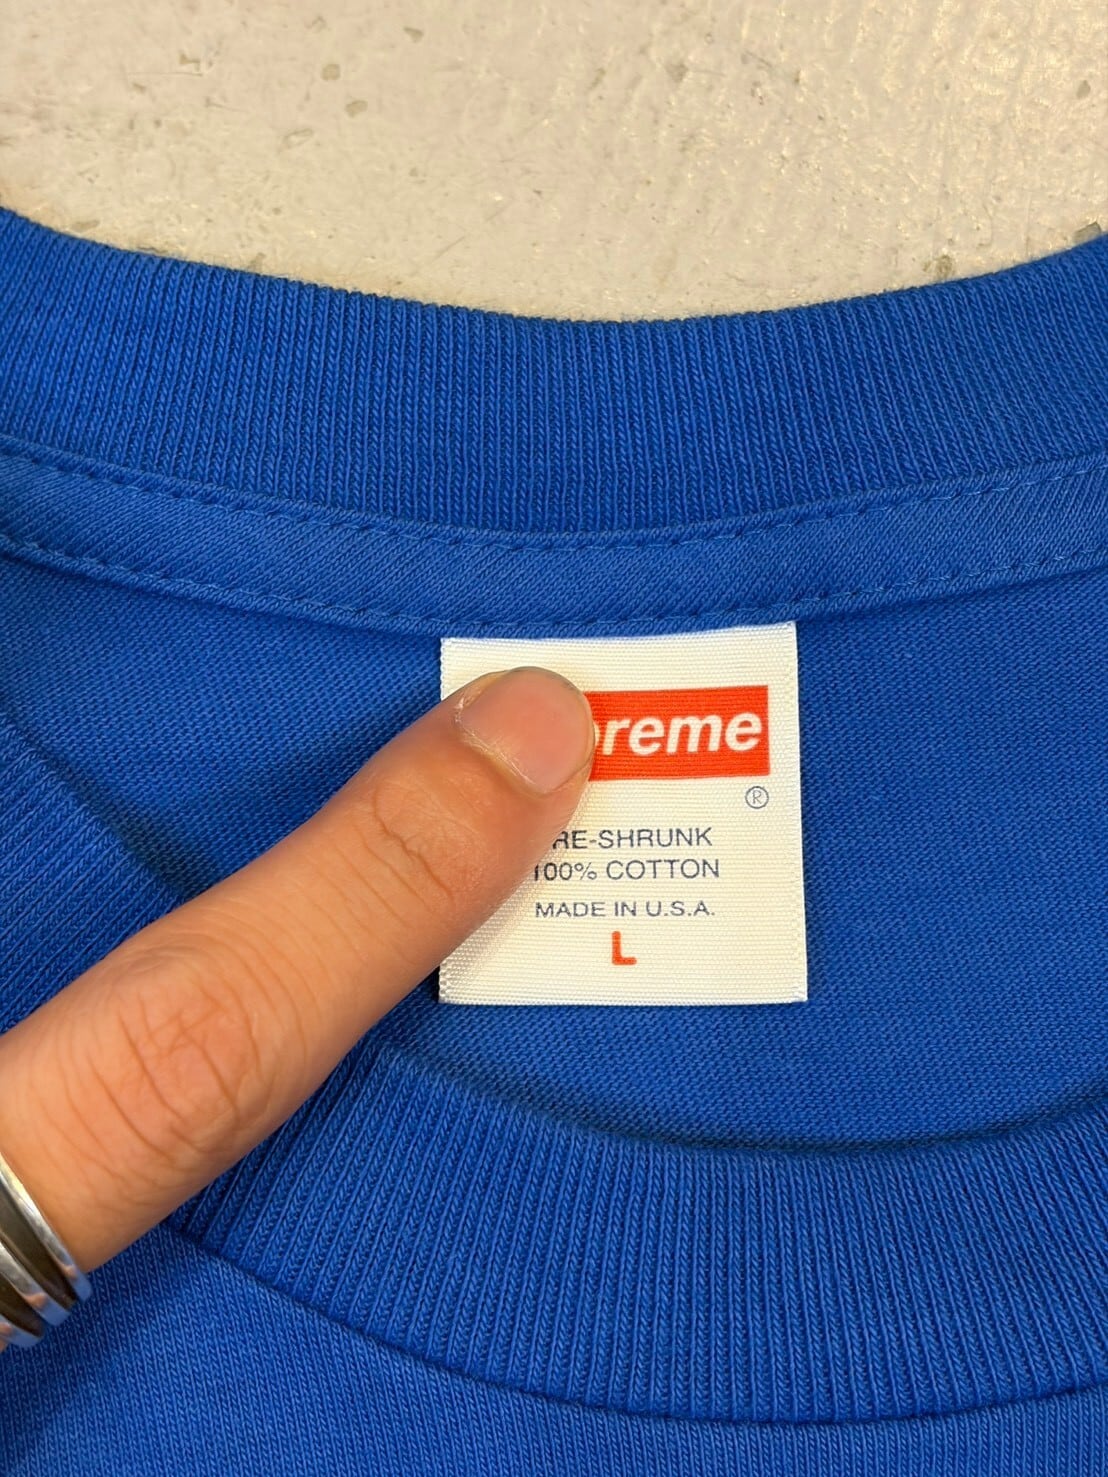 reme
®
RE-SHRUNK
100% COTTON
MADE IN U.S.A.
L